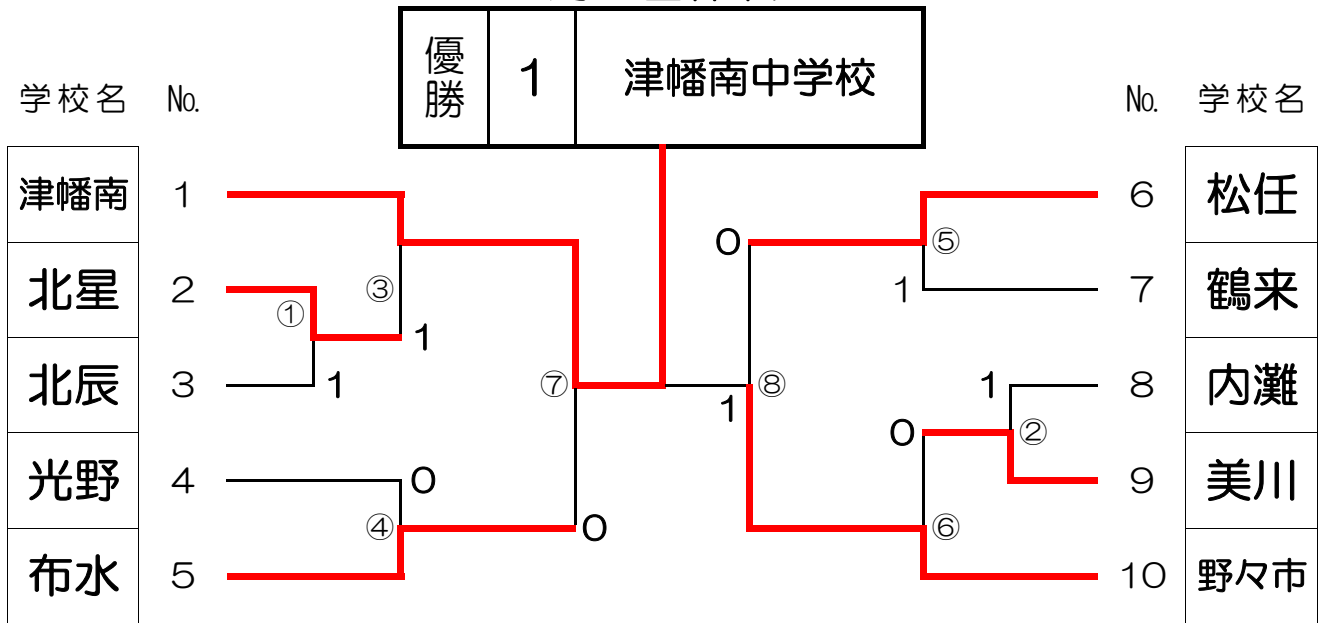 優勝 1 津幡南中学校
学校名 No.
No. 学校名
津幡南 1
北星 2
北辰 3
光野 4
布水 5
①
③
1
1
⑦
④
0
0
0
⑤
1
⑧
1
1
②
0
⑥
6 松任
7 鶴来
8 内灘
9 美川
10 野々市